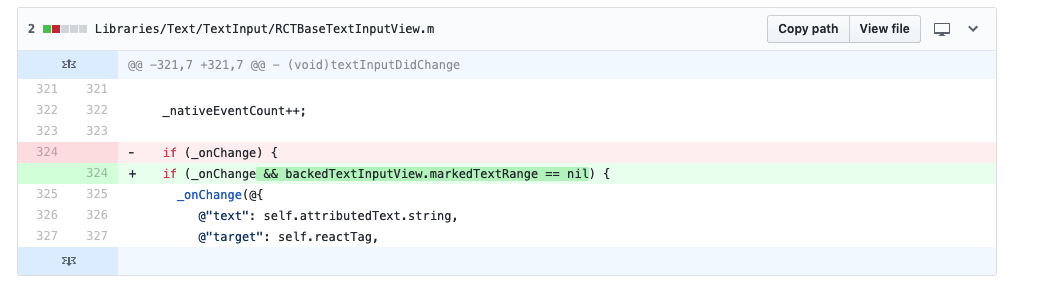 2 Libraries/Text/TextInput/RCTBaseTextInputView.m Copy path View file
@@ -321,7 +321,7 @@ - (void)textInputDidChange
321 321
322 322 _nativeEventCount++;
323 323
324 - if (_onChange) {
324 + if (_onChange && backedTextInputView.markedTextRange == nil) {
325 325 _onChange(@{
326 326 @"text": self.attributedText.string,
327 327 @"target": self.reactTag,